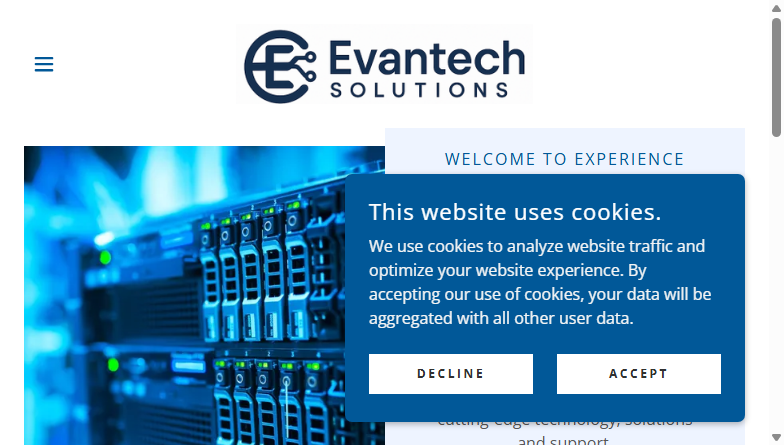 Evantech
SOLUTIONS
WELCOME TO EXPERIENCE
This website uses cookies.
We use cookies to analyze website traffic and
optimize your website experience. By
accepting our use of cookies, your data will be
aggregated with all other user data.
DECLINE
ACCEPT
cutting-edge technology, solutions
and support.